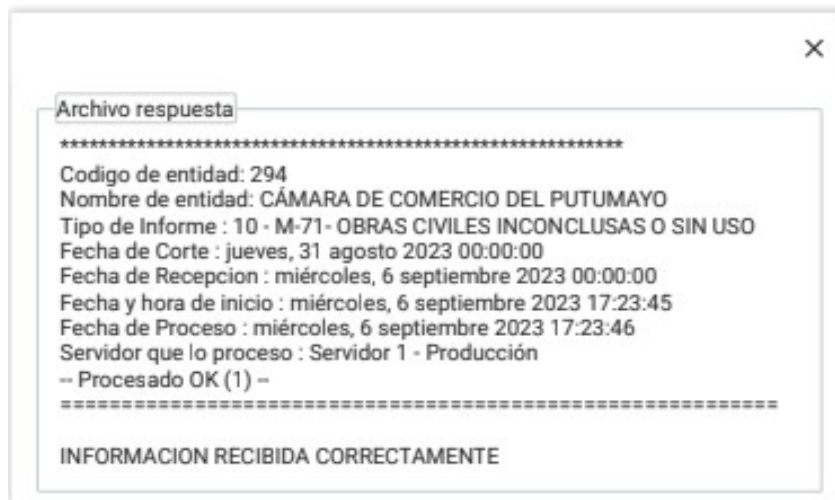 Archivo respuesta
************************************************************
Codigo de entidad: 294
Nombre de entidad: CÁMARA DE COMERCIO DEL PUTUMAYO
Tipo de Informe : 10 - M-71- OBRAS CIVILES INCONCLUSAS O SIN USO
Fecha de Corte : jueves, 31 agosto 2023 00:00:00
Fecha de Recepcion : miércoles, 6 septiembre 2023 00:00:00
Fecha y hora de inicio : miércoles, 6 septiembre 2023 17:23:45
Fecha de Proceso : miércoles, 6 septiembre 2023 17:23:46
Servidor que lo proceso : Servidor 1 - Producción
-- Procesado OK (1) --
============================================================
INFORMACION RECIBIDA CORRECTAMENTE